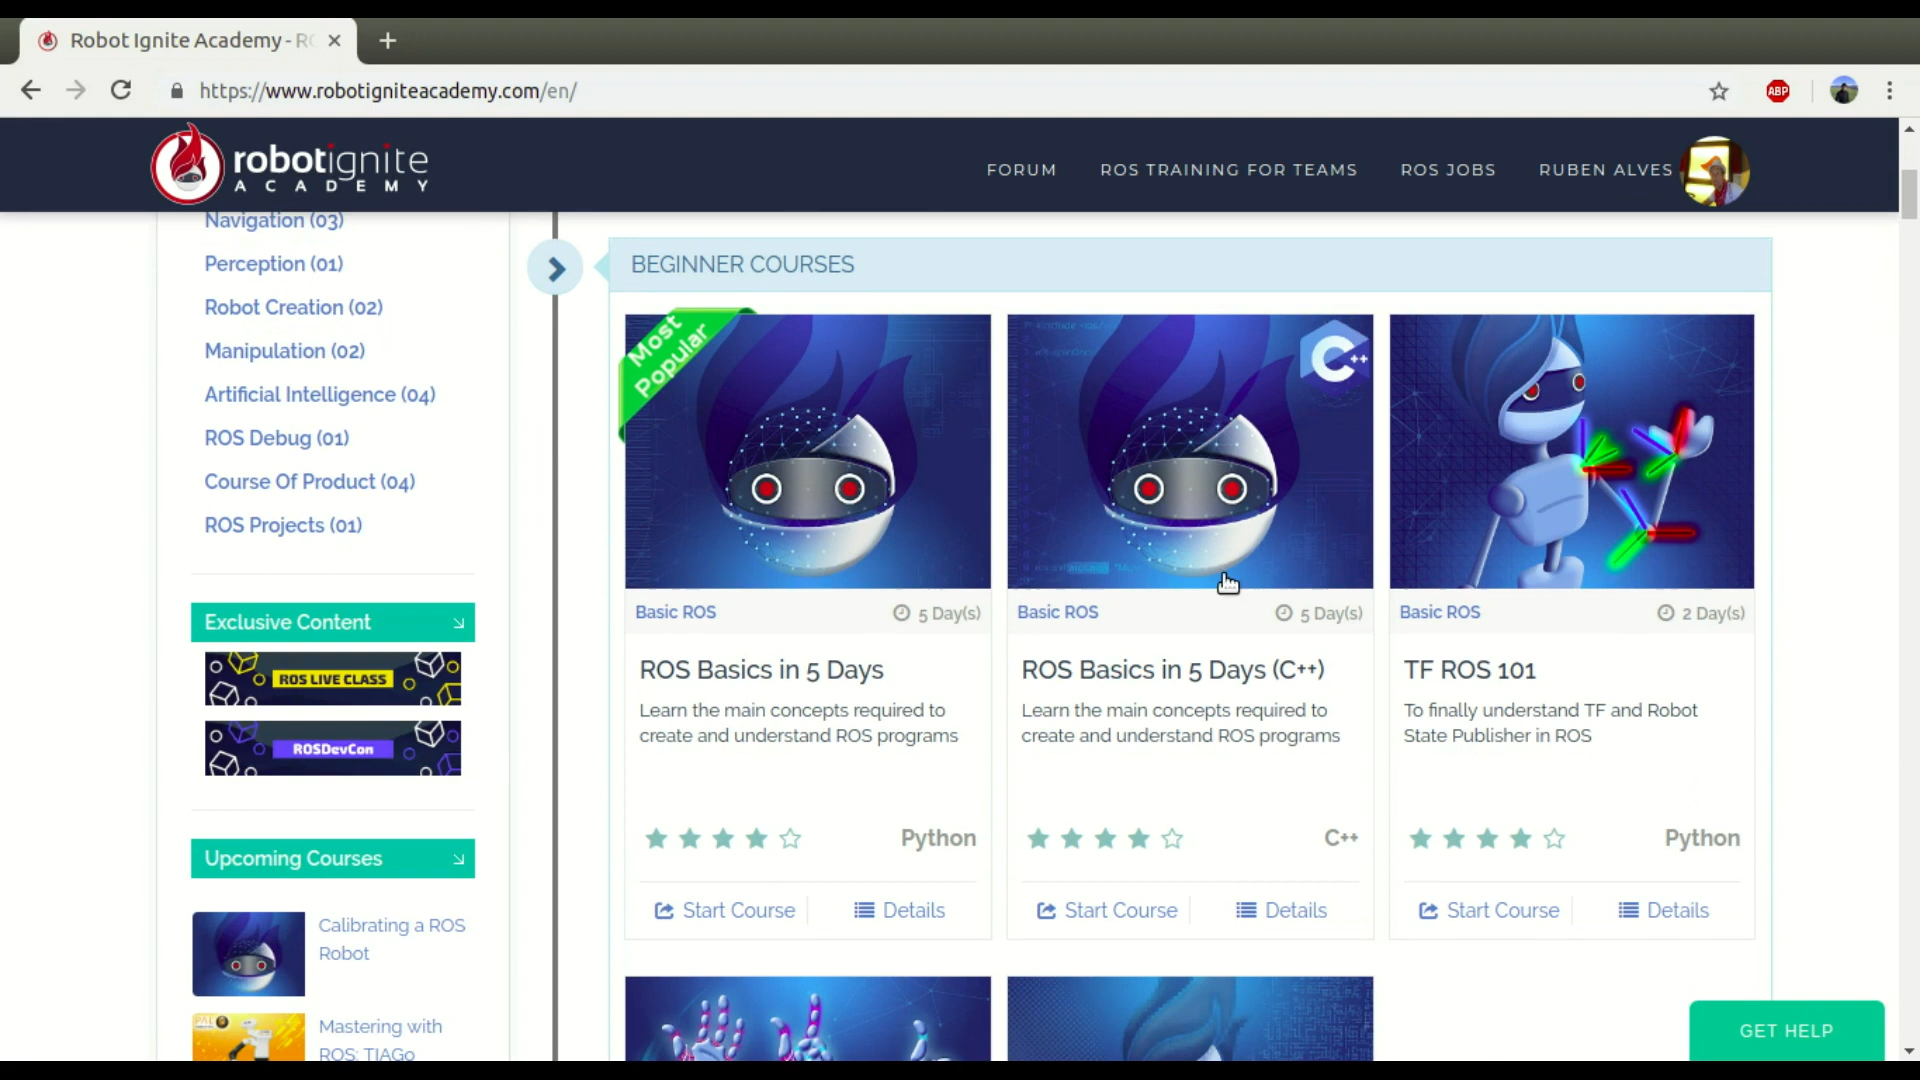 Robot Ignite Academy - RO
https://www.robotigniteacademy.com/en/
ABP
robotignite
ACADEMY
FORUM
ROS TRAINING FOR TEAMS
ROS JOBS
RUBEN ALVES
Navigation (03)
Perception (01)
Robot Creation (02)
Manipulation (02)
Artificial Intelligence (04)
ROS Debug (01)
Course Of Product (04)
ROS Projects (01)
Exclusive Content
ROS LIVE CLASS
ROSDevCon
Upcoming Courses
Calibrating a ROS
Robot
PAL
Mastering with
ROS: TIAGo
BEGINNER COURSES
Most
Popular
Basic ROS
5 Day(s)
ROS Basics in 5 Days
Learn the main concepts required to
create and understand ROS programs
Python
Start Course
Details
C++
Basic ROS
5 Day(s)
ROS Basics in 5 Days (C++)
Learn the main concepts required to
create and understand ROS programs
C++
Start Course
Details
Basic ROS
2 Day(s)
TF ROS 101
To finally understand TF and Robot
State Publisher in ROS
Python
Start Course
Details
GET HELP